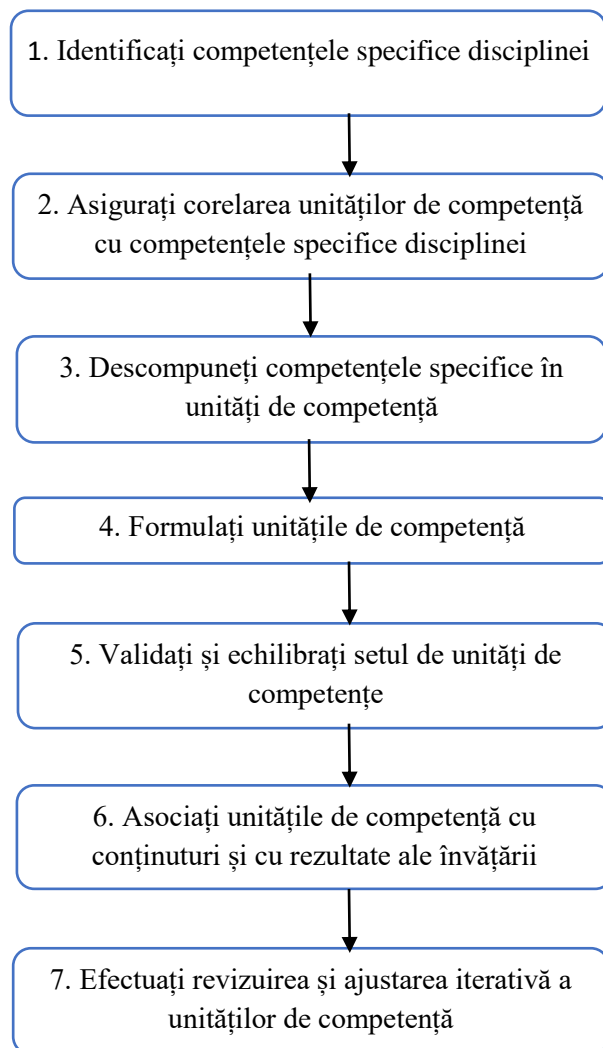 1. Identificați competențele specifice disciplinei
2. Asigurați corelarea unităților de competență
cu competențele specifice disciplinei
3. Descompuneți competențele specifice în
unități de competență
4. Formulați unitățile de competență
5. Validați și echilibrați setul de unități de
competențe
6. Asociați unitățile de competență cu
conținuturi și cu rezultate ale învățării
7. Efectuați revizuirea și ajustarea iterativă a
unităților de competență